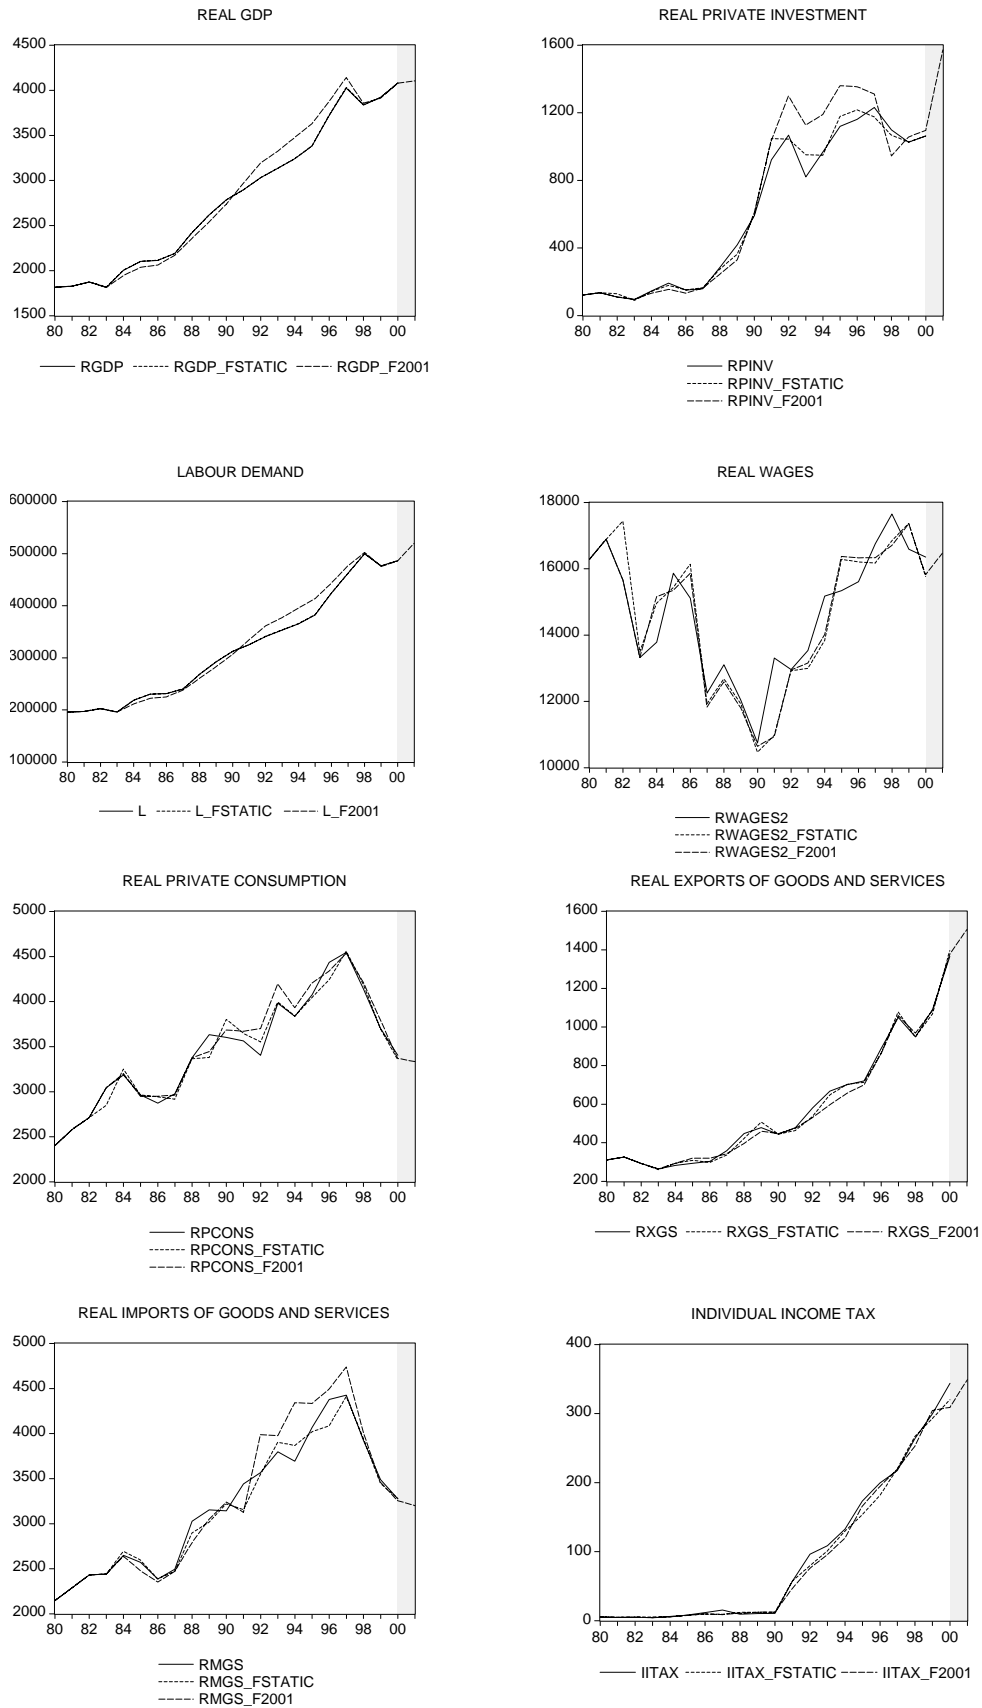 REAL GDP
4500
4000
3500
3000
2500
2000
1500
80 82 84 86 88 90 92 94 96 98 00
RGDP RGDP_FSTATIC RGDP_F2001
REAL PRIVATE INVESTMENT
1600
1200
800
400
0
80 82 84 86 88 90 92 94 96 98 00
RPINV
RPINV_FSTATIC
RPINV_F2001
LABOUR DEMAND
600000
500000
400000
300000
200000
100000
80 82 84 86 88 90 92 94 96 98 00
L L_FSTATIC L_F2001
REAL WAGES
18000
16000
14000
12000
10000
80 82 84 86 88 90 92 94 96 98 00
RWAGES2
RWAGES2_FSTATIC
RWAGES2_F2001
REAL PRIVATE CONSUMPTION
5000
4500
4000
3500
3000
2500
2000
80 82 84 86 88 90 92 94 96 98 00
RPCONS
RPCONS_FSTATIC
RPCONS_F2001
REAL EXPORTS OF GOODS AND SERVICES
1600
1400
1200
1000
800
600
400
200
80 82 84 86 88 90 92 94 96 98 00
RXGS RXGS_FSTATIC RXGS_F2001
REAL IMPORTS OF GOODS AND SERVICES
5000
4500
4000
3500
3000
2500
2000
80 82 84 86 88 90 92 94 96 98 00
RMGS
RMGS_FSTATIC
RMGS_F2001
INDIVIDUAL INCOME TAX
400
300
200
100
0
80 82 84 86 88 90 92 94 96 98 00
IITAX IITAX_FSTATIC IITAX_F2001